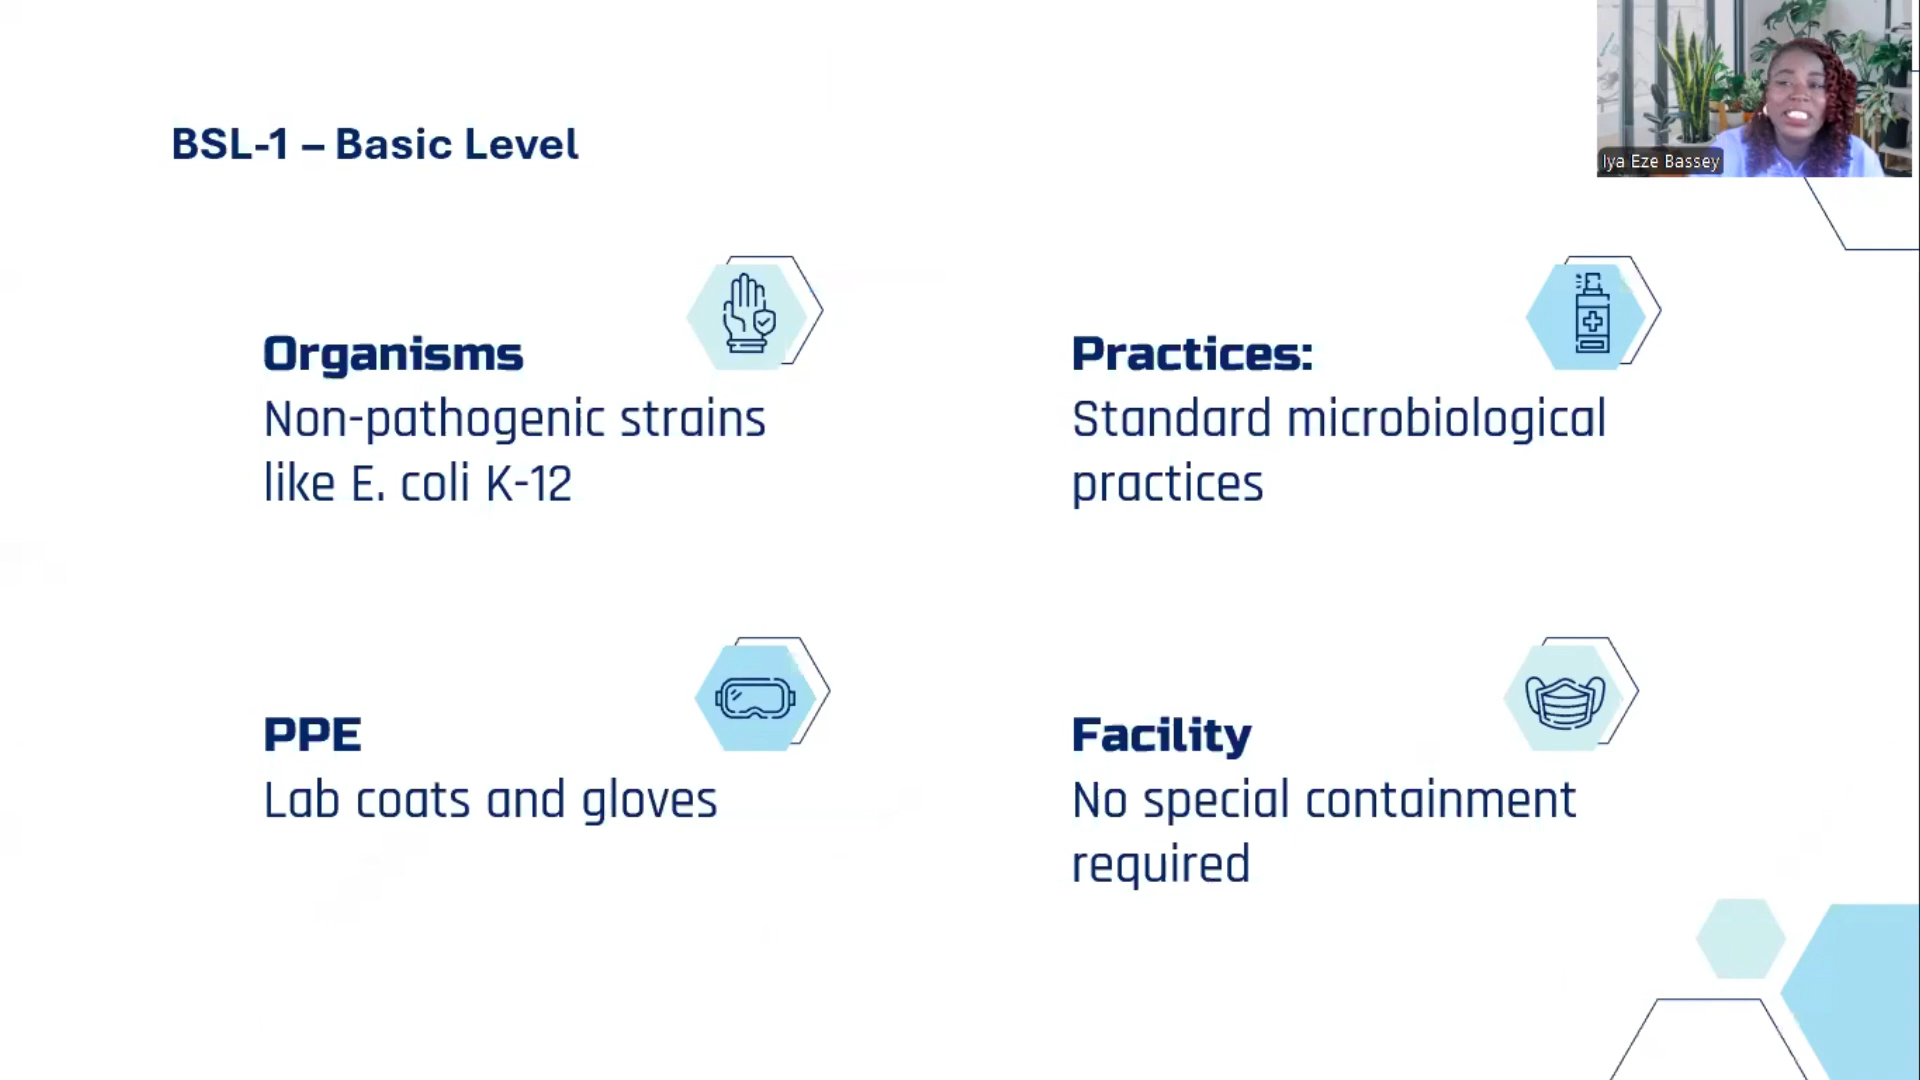 BSL-1 – Basic Level
Iya Eze Bassey
Organisms
Non-pathogenic strains
like E. coli K-12
Practices:
Standard microbiological
practices
PPE
Lab coats and gloves
Facility
No special containment
required